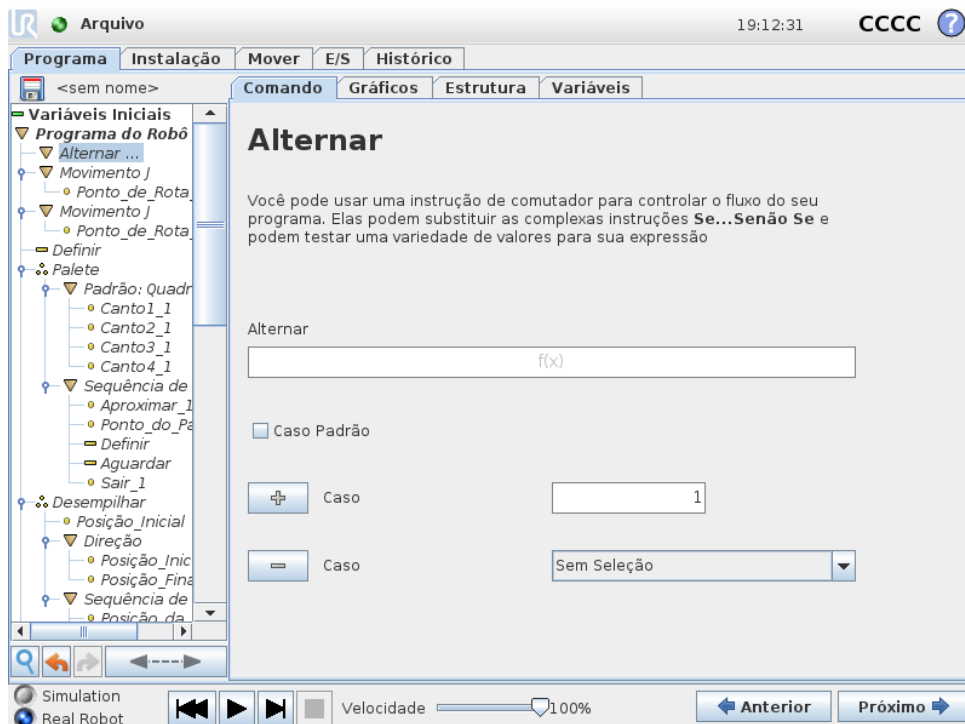 UR Arquivo 19:12:31 CCCC ?
Programa Instalação Mover E/S Histórico
<sem nome>
Comando Gráficos Estrutura Variáveis
Variáveis Iniciais
Programa do Robô
Alternar ...
Movimento J
Ponto_de_Rota_
Movimento J
Ponto_de_Rota_
Definir
Palete
Padrão: Quadr
Canto1_1
Canto2_1
Canto3_1
Canto4_1
Sequência de
Aproximar_1
Ponto_do_Pa
Definir
Aguardar
Sair_1
Desempilhar
Posição_Inicial
Direção
Posição_Inic
Posição_Fina
Sequência de
Posição_da_
Alternar
Você pode usar uma instrução de comutador para controlar o fluxo do seu
programa. Elas podem substituir as complexas instruções Se...Senão Se e
podem testar uma variedade de valores para sua expressão
Alternar
f(x)
Caso Padrão
Caso 1
Caso Sem Seleção
Simulation
Real Robot
Velocidade 100%
Anterior Próximo